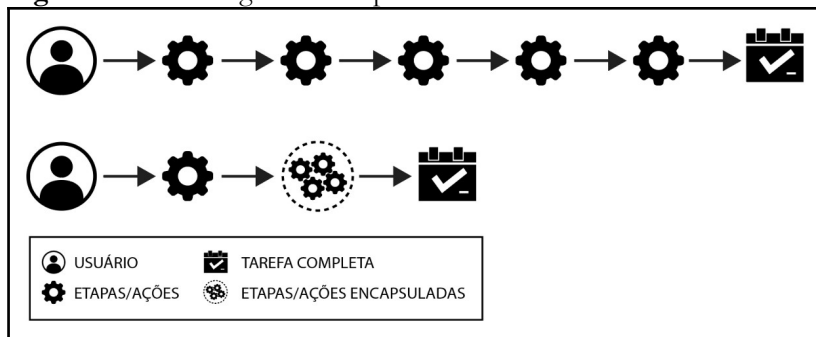 USUÁRIO
TAREFA COMPLETA
ETAPAS/AÇÕES
ETAPAS/AÇÕES ENCAPSULADAS